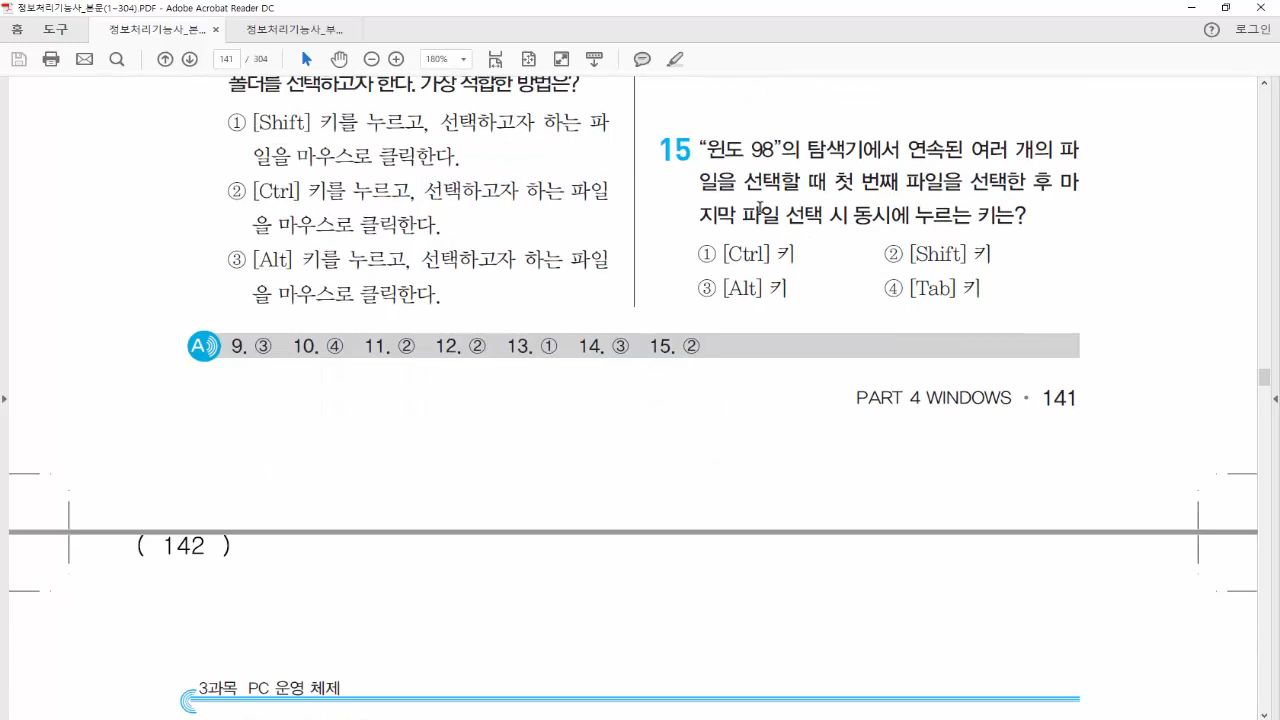 정보처리기능사_본문(1~304).PDF - Adobe Acrobat Reader DC
홈 도구 정보처리기능사_본... × 정보처리기능사_부... 로그인
141 / 304 180%
폴더를 선택하고자 한다. 가장 적합한 방법은?
① [Shift] 키를 누르고, 선택하고자 하는 파
일을 마우스로 클릭한다.
② [Ctrl] 키를 누르고, 선택하고자 하는 파일
을 마우스로 클릭한다.
③ [Alt] 키를 누르고, 선택하고자 하는 파일
을 마우스로 클릭한다.
15 “윈도 98”의 탐색기에서 연속된 여러 개의 파
일을 선택할 때 첫 번째 파일을 선택한 후 마
지막 파일 선택 시 동시에 누르는 키는?
① [Ctrl] 키 ② [Shift] 키
③ [Alt] 키 ④ [Tab] 키
A 9. ③ 10. ④ 11. ② 12. ② 13. ① 14. ③ 15. ②
PART 4 WINDOWS • 141
( 142 )
3과목 PC 운영 체제